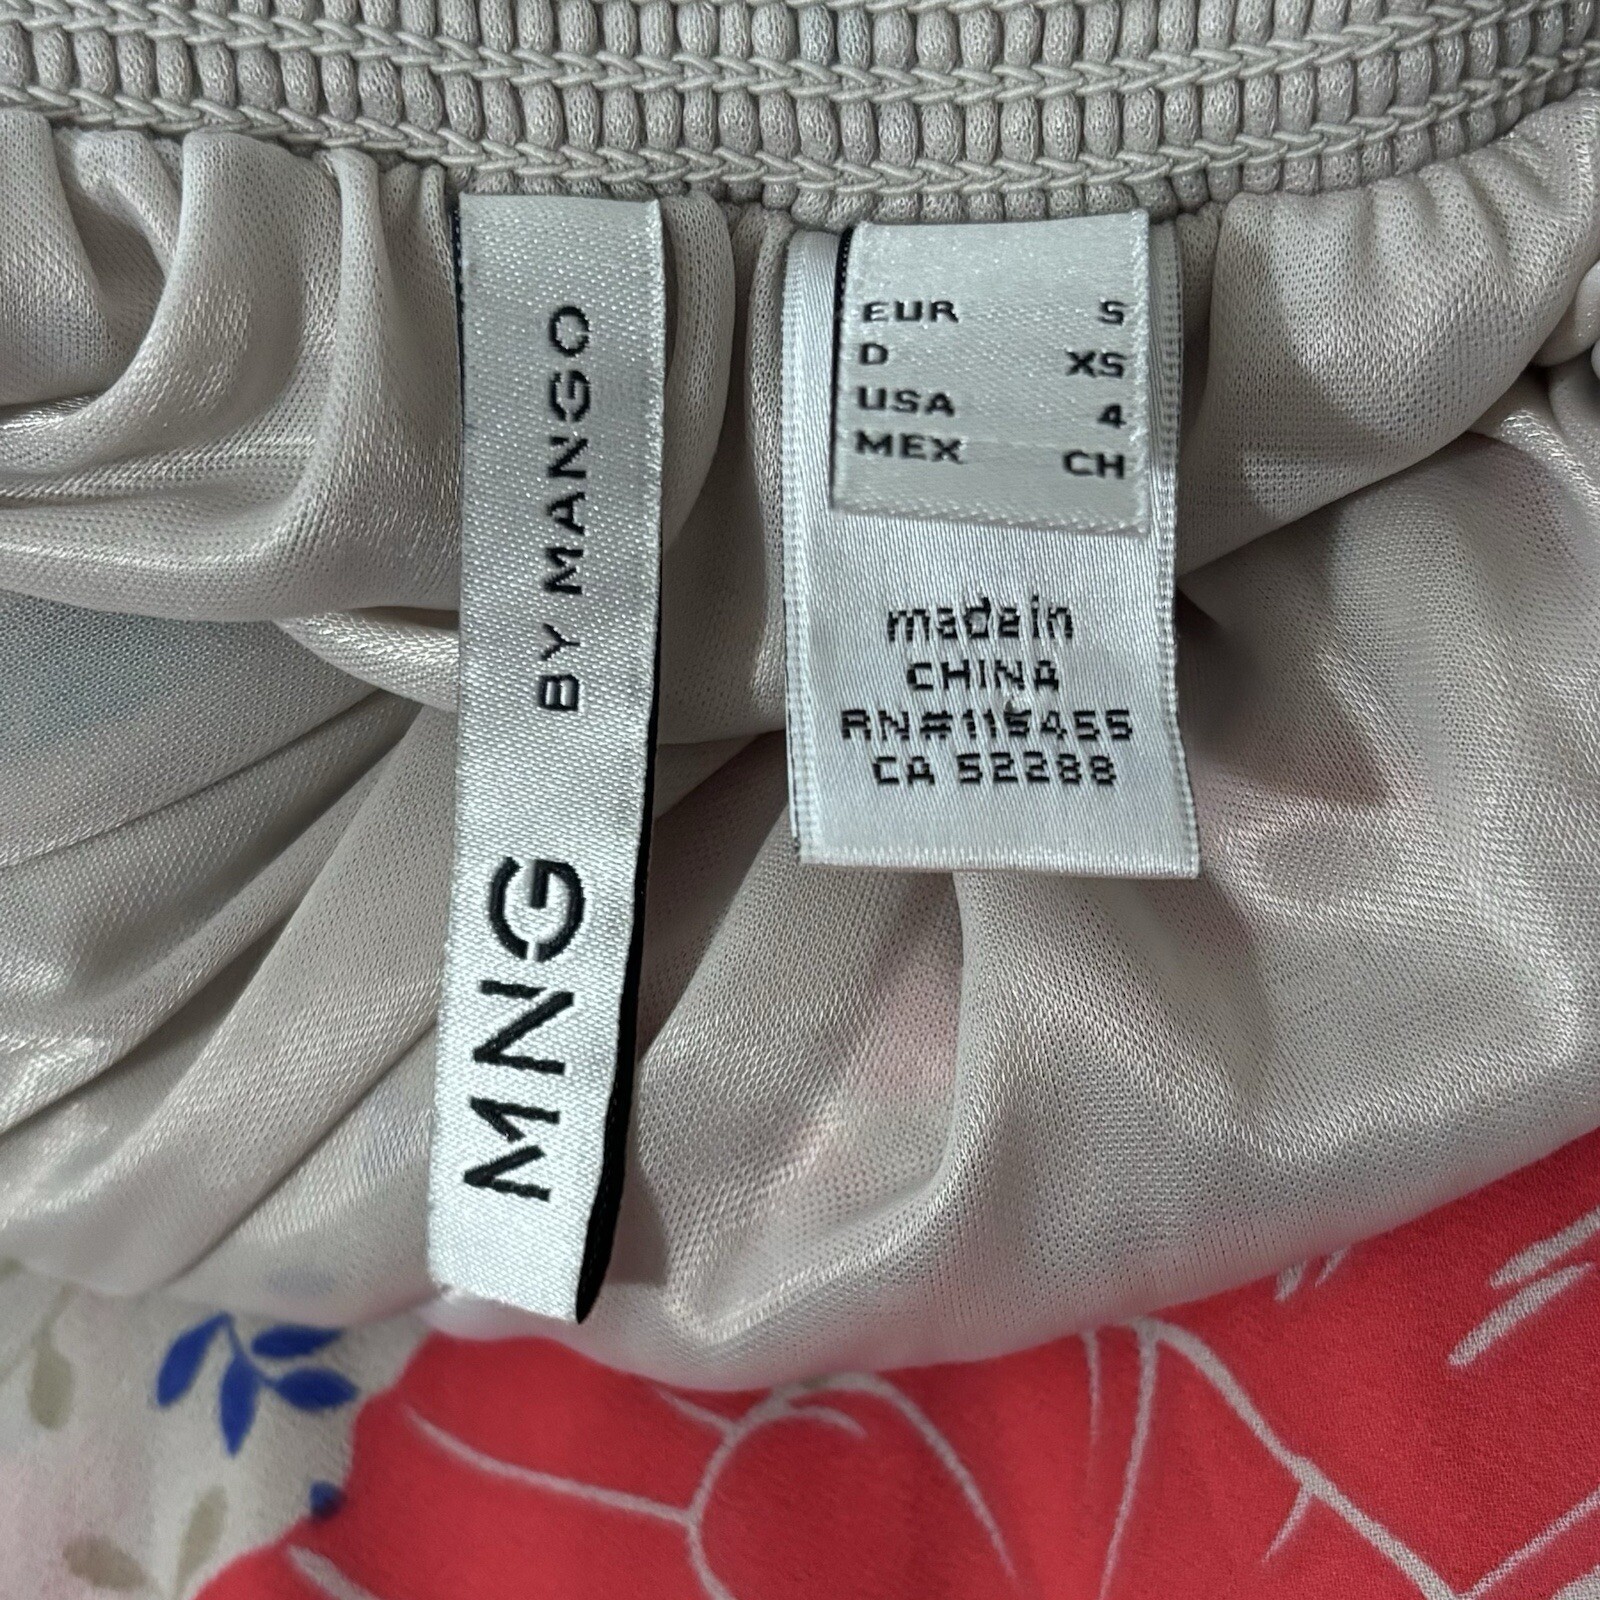 MNG BY MANGO
EUR S
D XS
USA 4
MEX CH
made in
CHINA
RN#115455
CA 52288